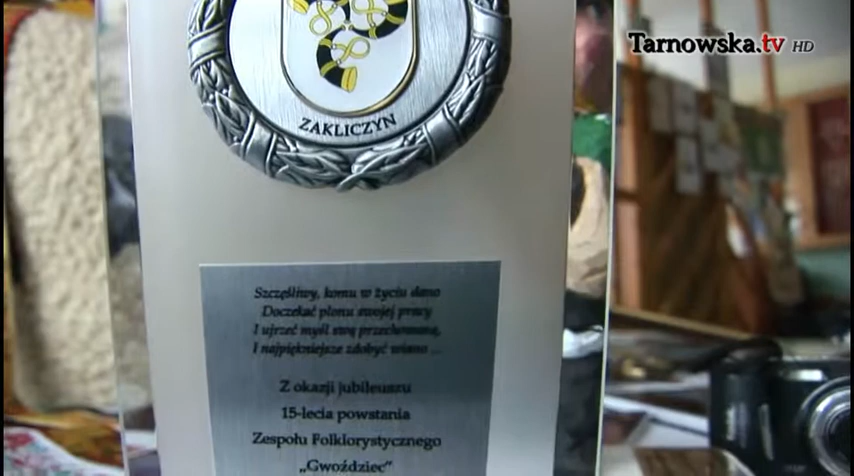 Tarnowska.tv HD
ZAKLICZYN
Szczęśliwy, komu w życiu dano
Doczekać plonu swojej pracy
I ujrzeć myśl swą przechowaną,
I najpiękniejsze zdobyć wiano ...
Z okazji jubileuszu
15-lecia powstania
Zespołu Folklorystycznego
„Gwoździec"